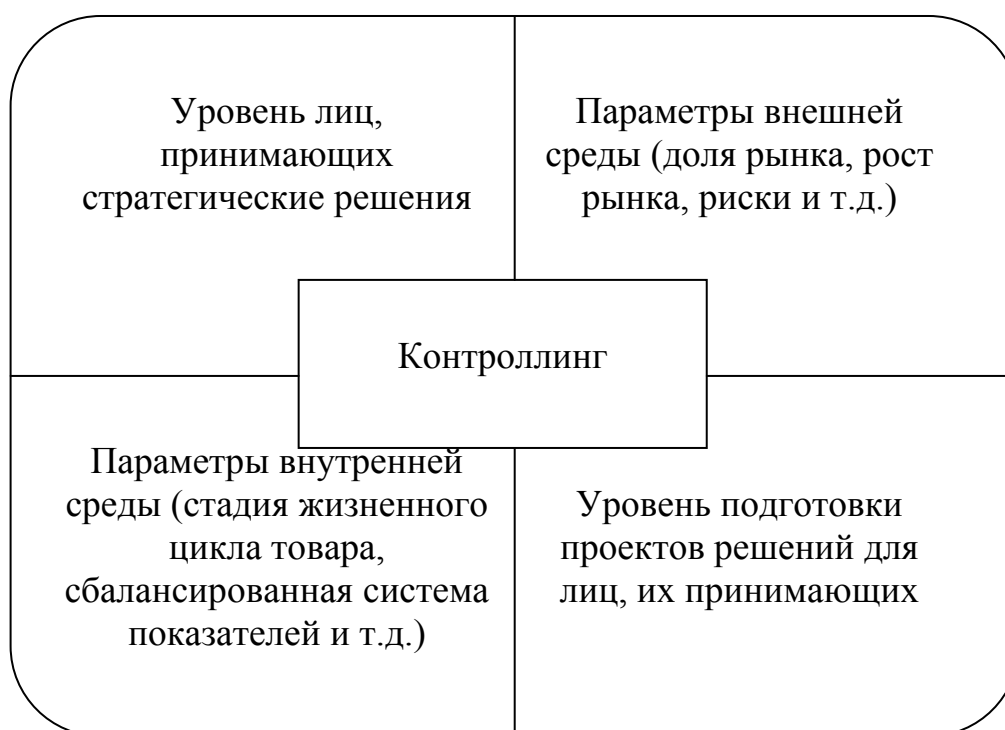 Уровень лиц,
принимающих
стратегические решения
Параметры внешней
среды (доля рынка, рост
рынка, риски и т.д.)
Контроллинг
Параметры внутренней
среды (стадия жизненного
цикла товара,
сбалансированная система
показателей и т.д.)
Уровень подготовки
проектов решений для
лиц, их принимающих